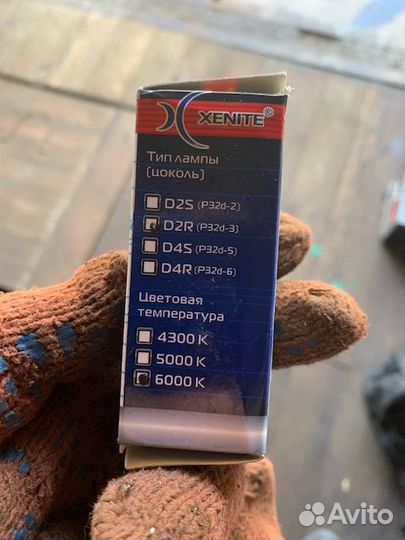 XENITE®
Тип лампы
(цоколь)
D2S (P32d-2)
D2R (P32d-3)
D4S (P32d-5)
D4R (P32d-6)
Цветовая
температура
4300 K
5000 K
6000 K
Avito